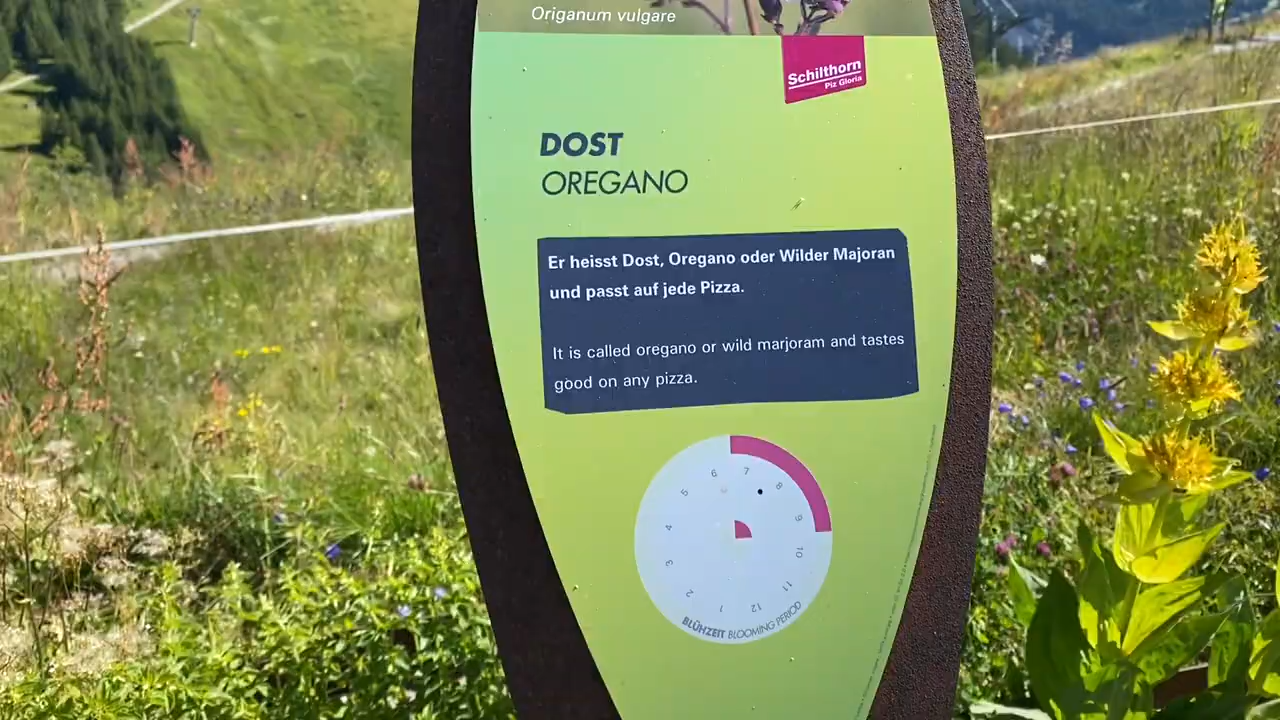 Origanum vulgare
Schilthorn
Piz Gloria
DOST
OREGANO
Er heisst Dost, Oregano oder Wilder Majoran
und passt auf jede Pizza.
It is called oregano or wild marjoram and tastes
good on any pizza.
1 2 3 4 5 6 7 8 9 10 11 12
BLÜHZEIT BLOOMING PERIOD